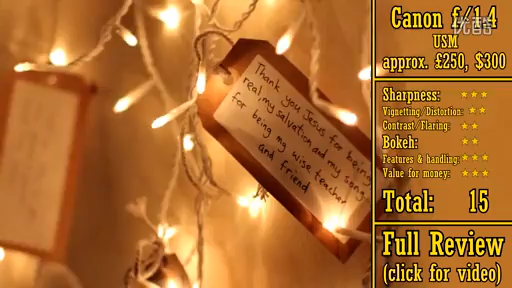 Thank you Jesus for being
real, my salvation and my song
for being my wise teacher
and friend
Canon f/1.4
USM
approx. £250, $300
Sharpness: ★★★
Vignetting/Distortion: ★★
Contrast/Flaring: ★★
Bokeh: ★★
Features & handling: ★★★
Value for money: ★★★
Total: 15
Full Review
(click for video)
优酷